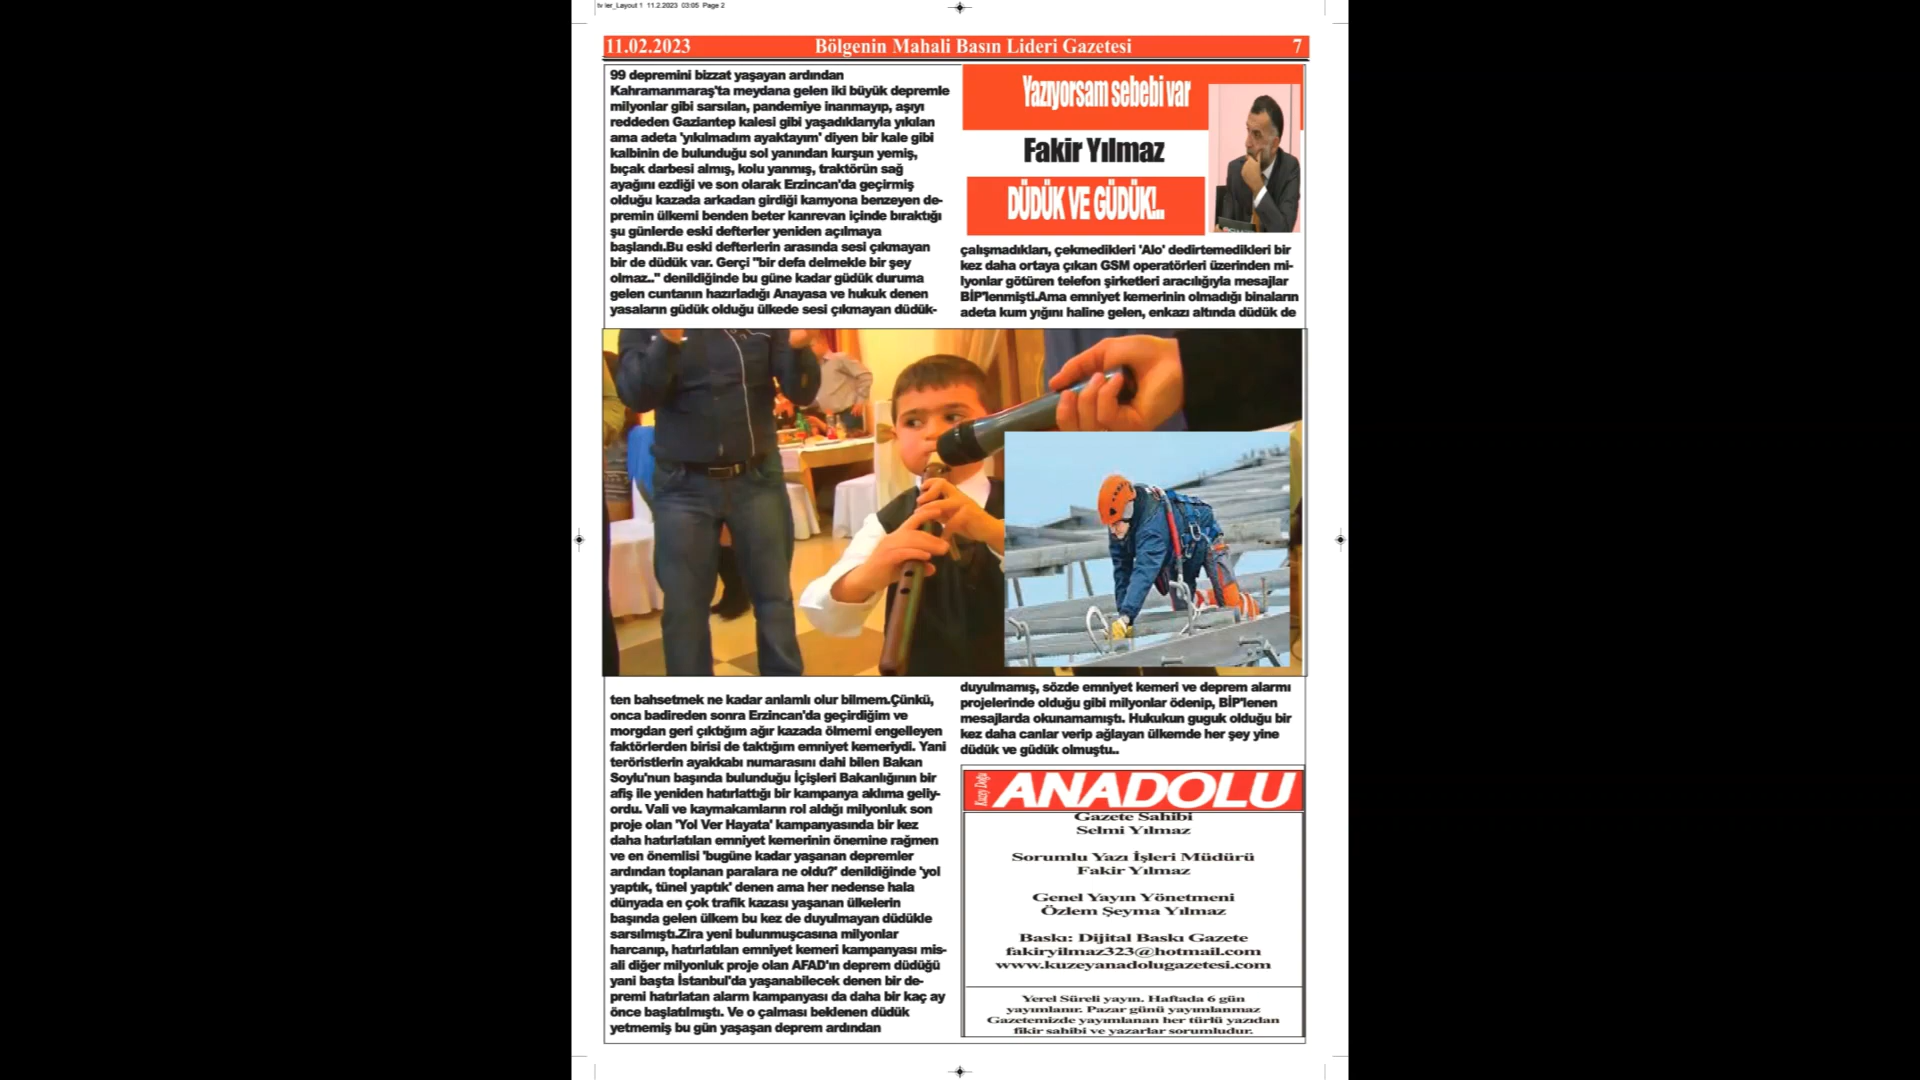 tv ler_Layout 1 11.2.2023 03:05 Page 2
11.02.2023 Bölgenin Mahali Basın Lideri Gazetesi 7
99 depremini bizzat yaşayan ardından
Kahramanmaraş'ta meydana gelen iki büyük depremle
milyonlar gibi sarsılan, pandemiye inanmayıp, aşıyı
reddeden Gaziantep kalesi gibi yaşadıklarıyla yıkılan
ama adeta 'yıkılmadım ayaktayım' diyen bir kale gibi
kalbinin de bulunduğu sol yanından kurşun yemiş,
bıçak darbesi almış, kolu yanmış, traktörün sağ
ayağını ezdiği ve son olarak Erzincan'da geçirmiş
olduğu kazada arkadan girdiği kamyona benzeyen de-
premin ülkemi benden beter kanrevan içinde bıraktığı
şu günlerde eski defterler yeniden açılmaya
başlandı.Bu eski defterlerin arasında sesi çıkmayan
bir de düdük var. Gerçi "bir defa delmekle bir şey
olmaz.." denildiğinde bu güne kadar güdük duruma
gelen cuntanın hazırladığı Anayasa ve hukuk denen
yasaların güdük olduğu ülkede sesi çıkmayan düdük-
ten bahsetmek ne kadar anlamlı olur bilmem.Çünkü,
onca badireden sonra Erzincan'da geçirdiğim ve
morgdan geri çıktığım ağır kazada ölmemi engelleyen
faktörlerden birisi de taktığım emniyet kemeriydi. Yani
teröristlerin ayakkabı numarasını dahi bilen Bakan
Soylu'nun başında bulunduğu İçişleri Bakanlığının bir
afiş ile yeniden hatırlattığı bir kampanya aklıma geliy-
ordu. Vali ve kaymakamların rol aldığı milyonluk son
proje olan 'Yol Ver Hayata' kampanyasında bir kez
daha hatırlatılan emniyet kemerinin önemine rağmen
ve en önemlisi 'bugüne kadar yaşanan depremler
ardından toplanan paralara ne oldu?' denildiğinde 'yol
yaptık, tünel yaptık' denen ama her nedense hala
dünyada en çok trafik kazası yaşanan ülkelerin
başında gelen ülkem bu kez de duyulmayan düdükle
sarsılmıştı.Zira yeni bulunmuşcasına milyonlar
harcanıp, hatırlatılan emniyet kemeri kampanyası mis-
ali diğer milyonluk proje olan AFAD'ın deprem düdüğü
yani başta İstanbul'da yaşanabilecek denen bir de-
premi hatırlatan alarm kampanyası da daha bir kaç ay
önce başlatılmıştı. Ve o çalması beklenen düdük
yetmemiş bu gün yaşaşan deprem ardından
Yazıyorsam sebebi var
Fakir Yılmaz
DÜDÜK VE GÜDÜK!..
çalışmadıkları, çekmedikleri 'Alo' dedirtemedikleri bir
kez daha ortaya çıkan GSM operatörleri üzerinden mi-
lyonlar götüren telefon şirketleri aracılığıyla mesajlar
BİP'lenmişti.Ama emniyet kemerinin olmadığı binaların
adeta kum yığını haline gelen, enkazı altında düdük de
duyulmamış, sözde emniyet kemeri ve deprem alarmı
projelerinde olduğu gibi milyonlar ödenip, BİP'lenen
mesajlarda okunamamıştı. Hukukun guguk olduğu bir
kez daha canlar verip ağlayan ülkemde her şey yine
düdük ve güdük olmuştu..
Kuzey Doğu ANADOLU
Gazete Sahibi
Selmi Yılmaz
Sorumlu Yazı İşleri Müdürü
Fakir Yılmaz
Genel Yayın Yönetmeni
Özlem Şeyma Yılmaz
Baskı: Dijital Baskı Gazete
fakiryilmaz323@hotmail.com
www.kuzeyanadolugazetesi.com
Yerel Süreli yayın. Haftada 6 gün
yayımlanır. Pazar günü yayımlanmaz
Gazetemizde yayımlanan her türlü yazıdan
fikir sahibi ve yazarlar sorumludur.